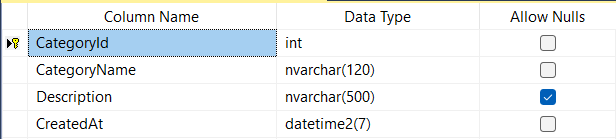 Column Name Data Type Allow Nulls
CategoryId int
CategoryName nvarchar(120)
Description nvarchar(500)
CreatedAt datetime2(7)